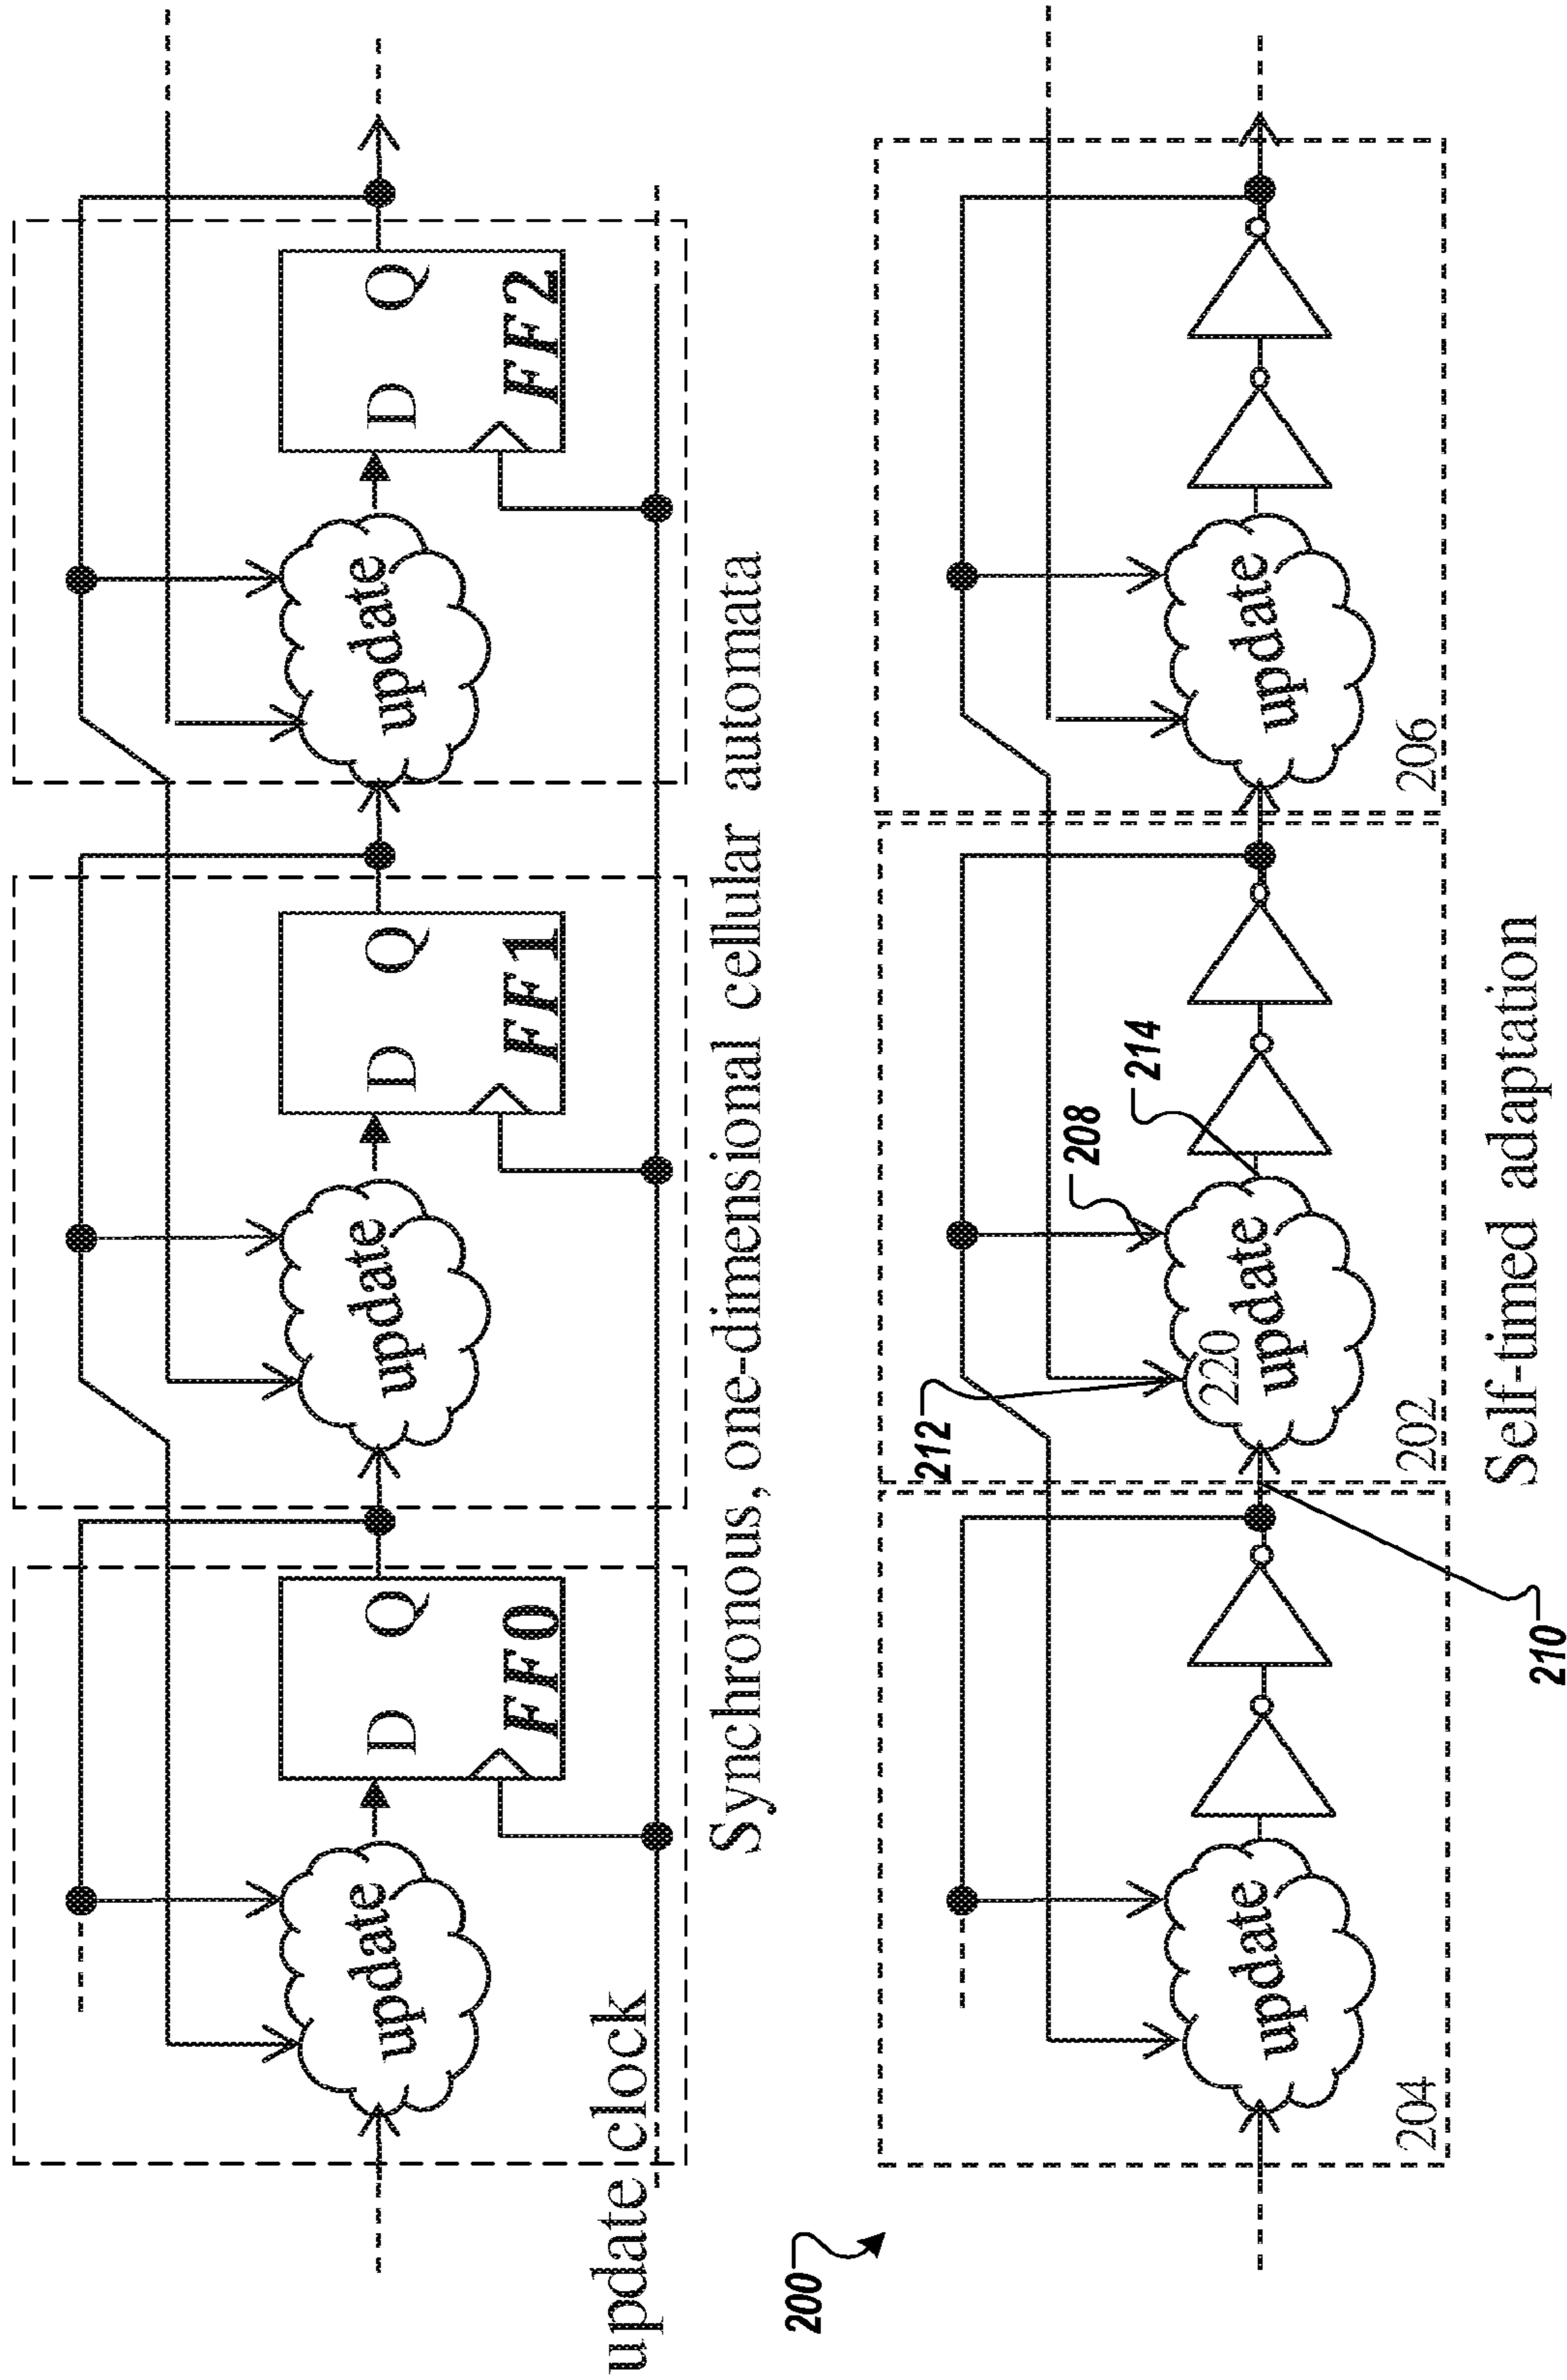 update
D Q
FF0
update
D Q
FF1
update
D Q
FF2
update clock
Synchronous, one-dimensional cellular automata
200
update
204
210
212
220
update
208
214
202
update
206
Self-timed adaptation